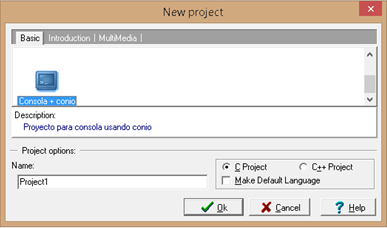 New project
Basic Introduction MultiMedia
Consola + conio
Description:
Proyecto para consola usando conio
Project options:
Name:
Project1
C Project C++ Project
Make Default Language
Ok Cancel Help